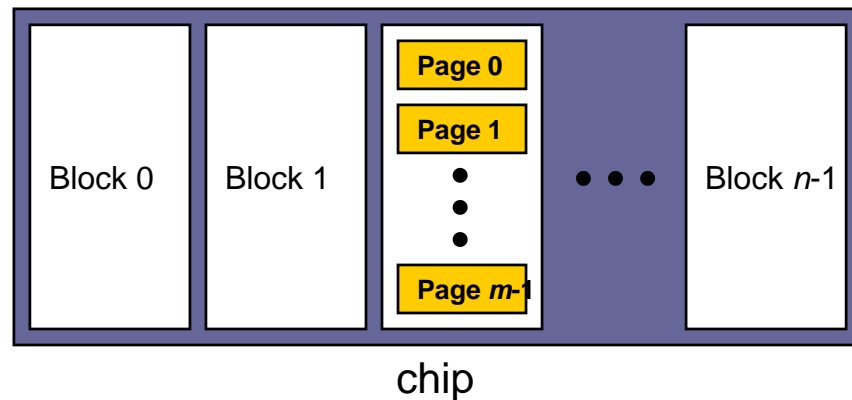 Page 0
Page 1
Block 0
Block 1
Block n-1
Page m-1
chip